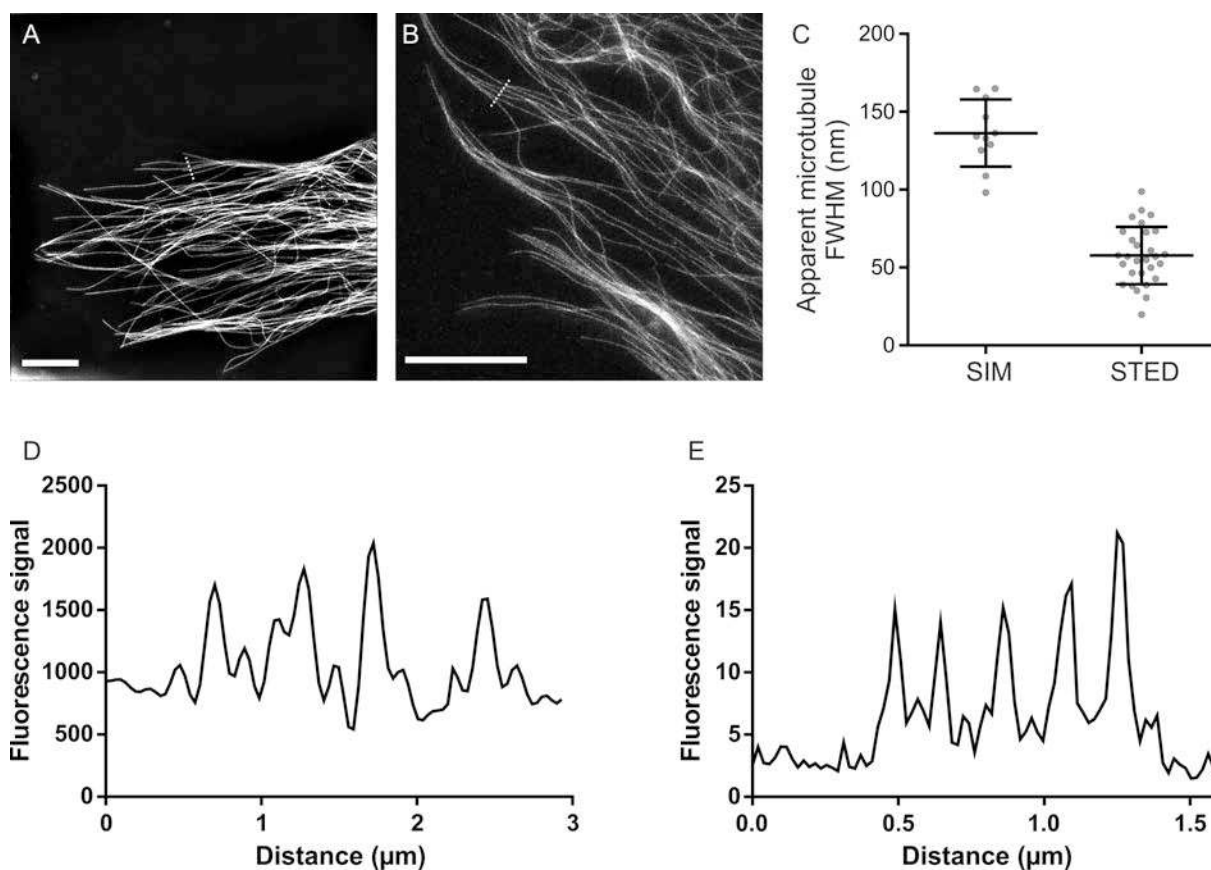 A
B
C
Apparent microtubule
FWHM (nm)
200
150
100
50
0
SIM
STED
D
Fluorescence signal
2500
2000
1500
1000
500
0
0
1
2
3
Distance (µm)
E
Fluorescence signal
25
20
15
10
5
0
0.0
0.5
1.0
1.5
Distance (µm)